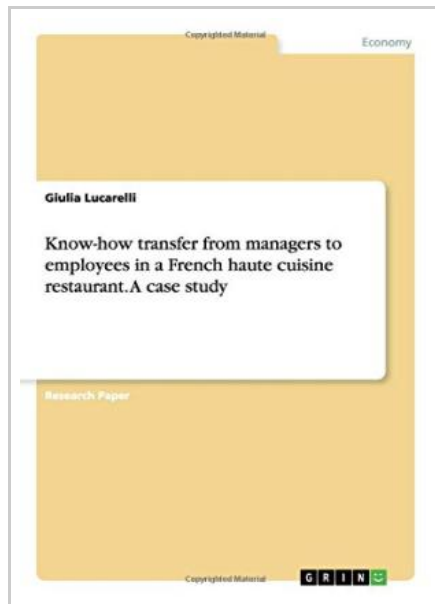 Copyrighted Material
Economy
Giulia Lucarelli
Know-how transfer from managers to
employees in a French haute cuisine
restaurant. A case study
Research Paper
Copyrighted Material
GRIN